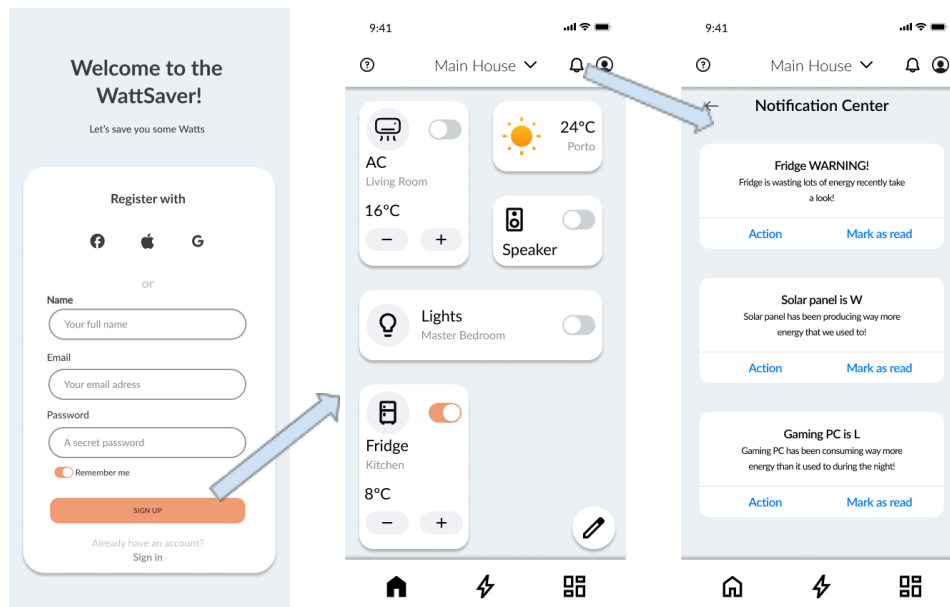 Welcome to the
WattSaver!
Let's save you some Watts
Register with
or
Name
Your full name
Email
Your email adress
Password
A secret password
Remember me
SIGN UP
Already have an account?
Sign in
9:41
Main House
AC
Living Room
16ºC
24ºC
Porto
Speaker
Lights
Master Bedroom
Fridge
Kitchen
8ºC
9:41
Main House
Notification Center
Fridge WARNING!
Fridge is wasting lots of energy recently take
a look!
Action Mark as read
Solar panel is W
Solar panel has been producing way more
energy that we used to!
Action Mark as read
Gaming PC is L
Gaming PC has been consuming way more
energy than it used to during the night!
Action Mark as read